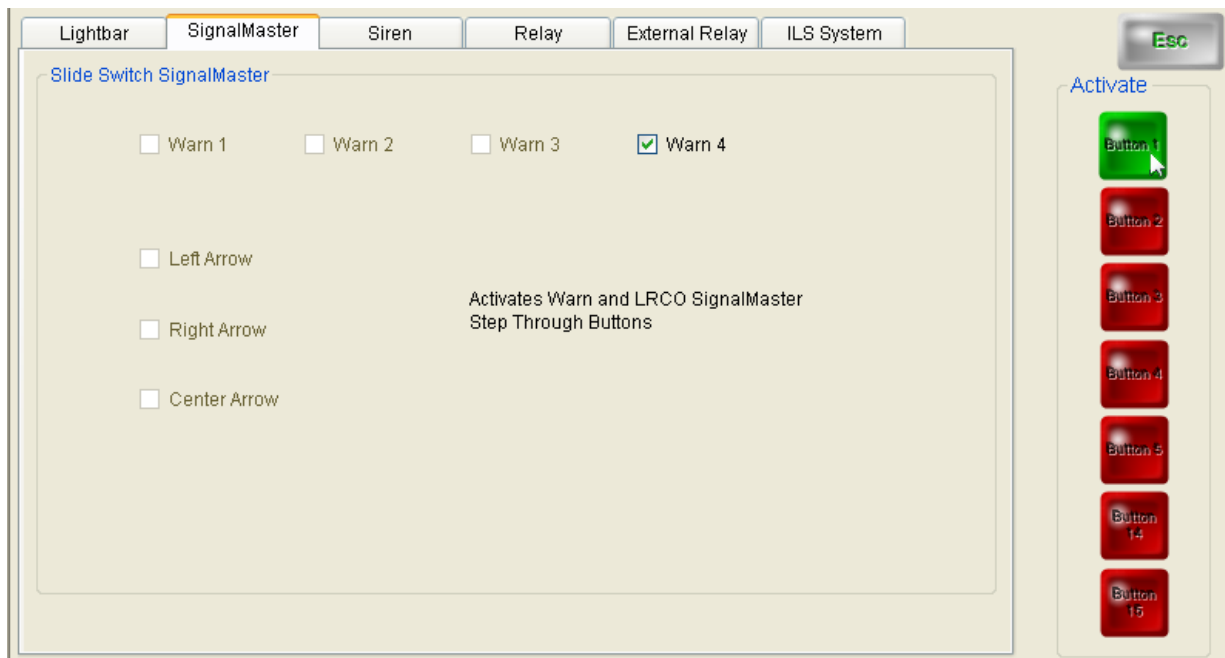 Lightbar SignalMaster Siren Relay External Relay ILS System
Esc
Slide Switch SignalMaster
Warn 1 Warn 2 Warn 3 Warn 4
Left Arrow
Right Arrow
Center Arrow
Activates Warn and LRCO SignalMaster
Step Through Buttons
Activate
Button 1
Button 2
Button 3
Button 4
Button 5
Button
14
Button
15